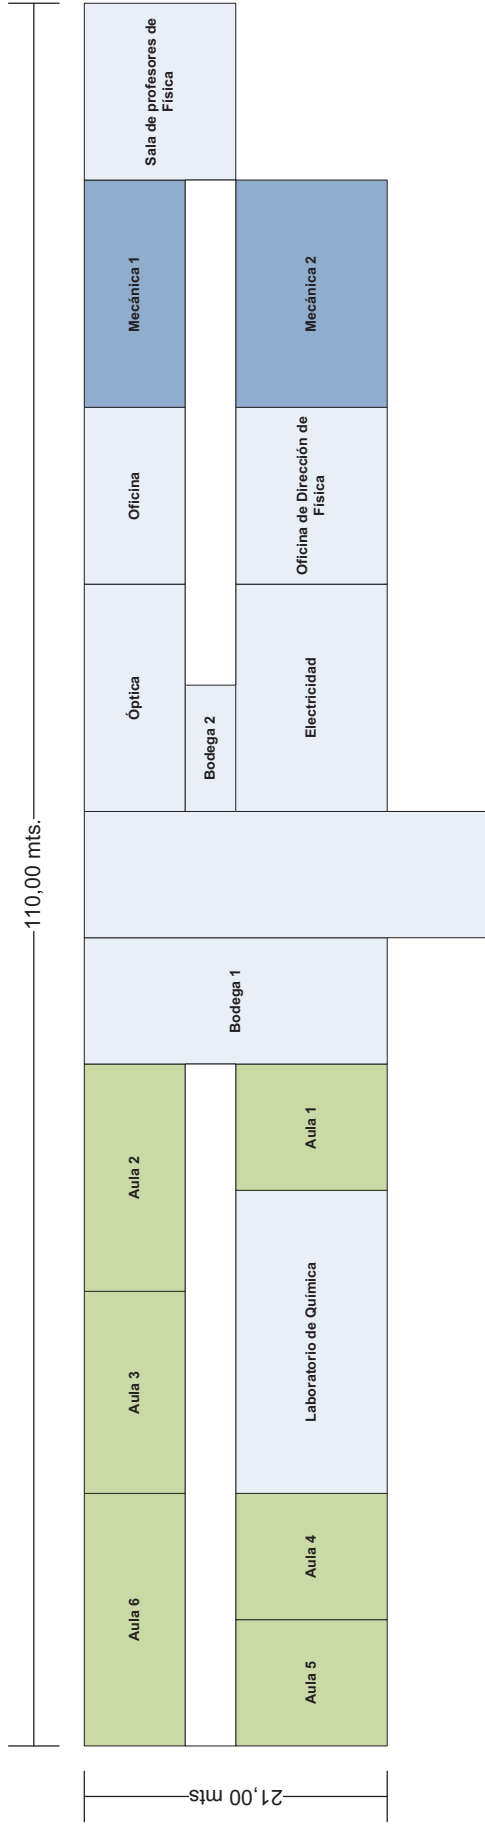 110,00 mts.
21,00 mts
Aula 6
Aula 3
Aula 2
Bodega 1
Óptica
Oficina
Mecánica 1
Sala de profesores de
Física
Bodega 2
Aula 5
Aula 4
Laboratorio de Química
Aula 1
Electricidad
Oficina de Dirección de
Física
Mecánica 2